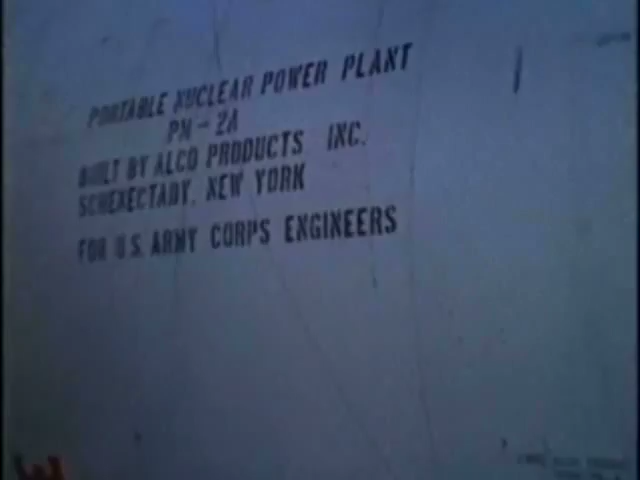 PORTABLE NUCLEAR POWER PLANT
PM-2A
BUILT BY ALCO PRODUCTS INC.
SCHENECTADY, NEW YORK
FOR U.S. ARMY CORPS ENGINEERS